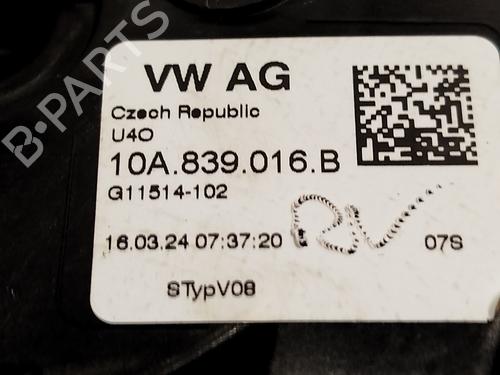 B-PARTS
VW AG
Czech Republic
U40
10A.839.016.B
G11514-102
16.03.24 07:37:20
RV
07S
STypV08